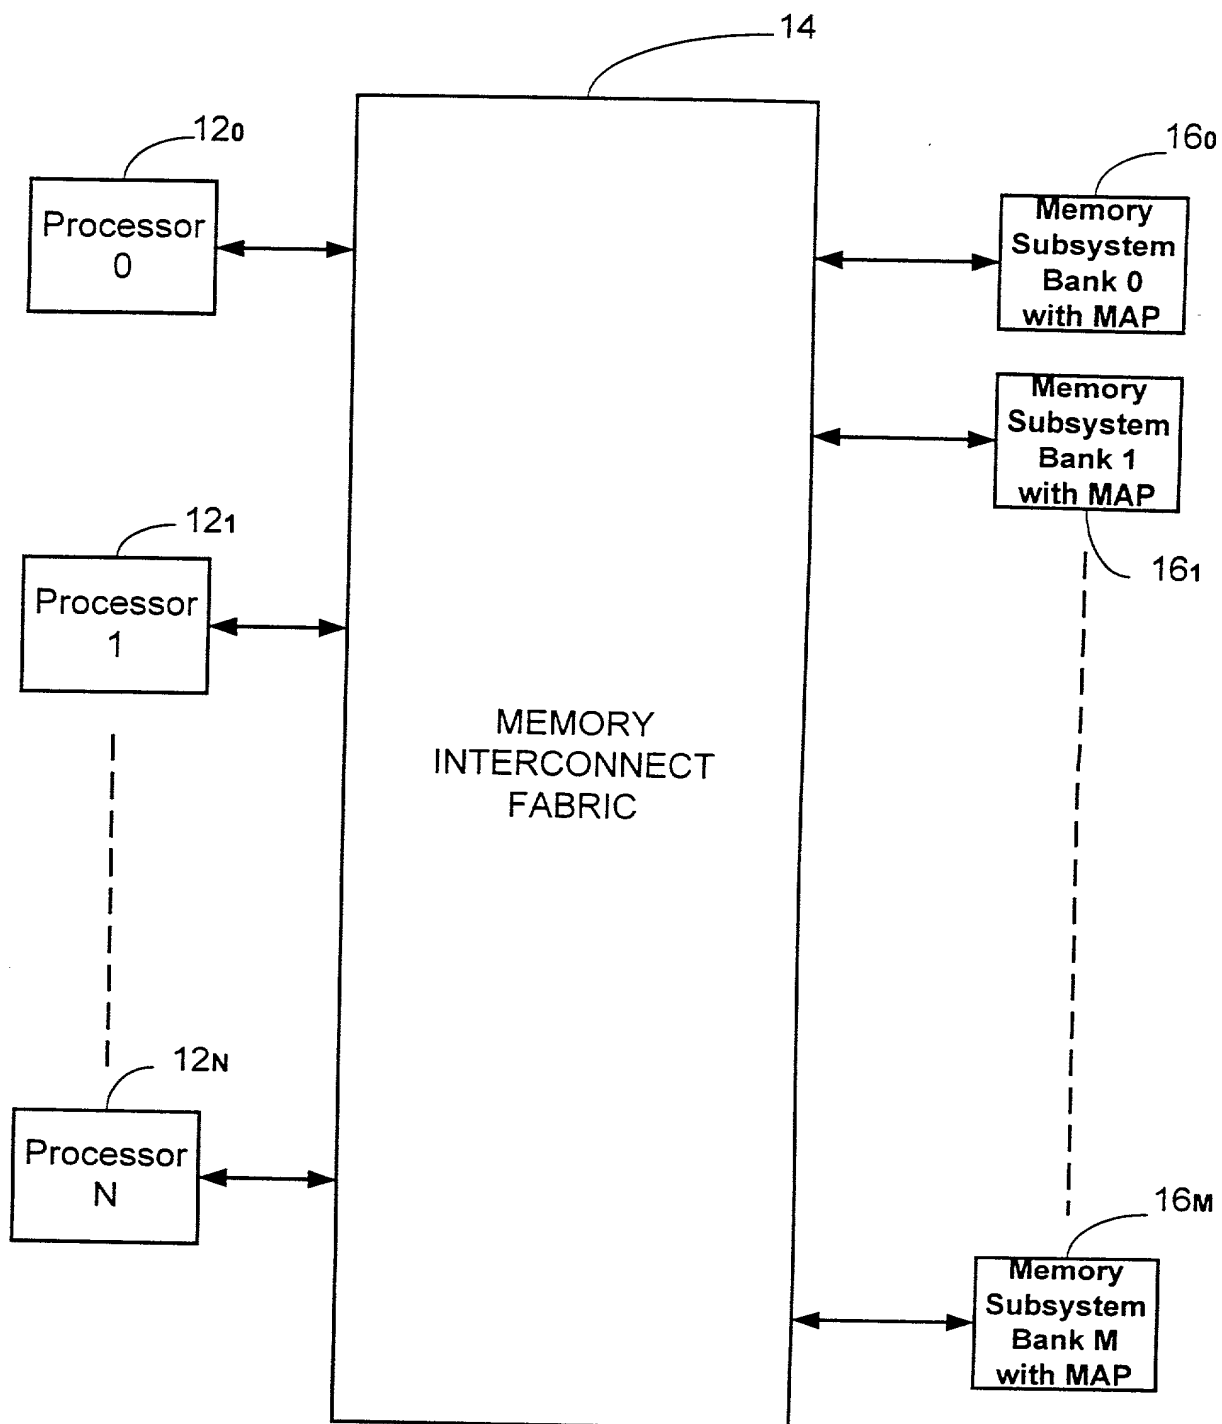 14
120
Processor
0
160
Memory
Subsystem
Bank 0
with MAP
Memory
Subsystem
Bank 1
with MAP
161
121
Processor
1
MEMORY
INTERCONNECT
FABRIC
12N
Processor
N
16M
Memory
Subsystem
Bank M
with MAP